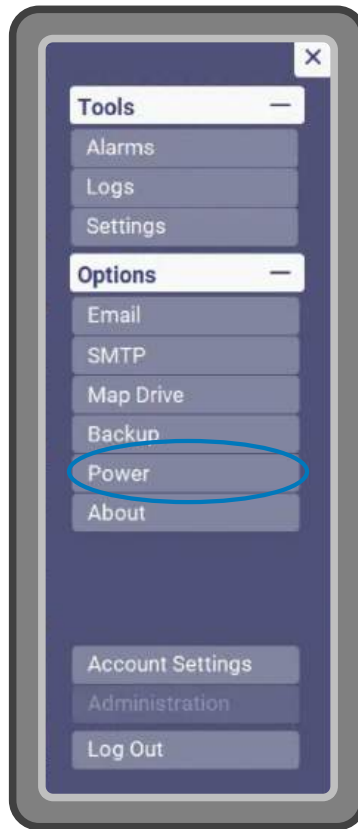 ×
Tools —
Alarms
Logs
Settings
Options —
Email
SMTP
Map Drive
Backup
Power
About
Account Settings
Administration
Log Out